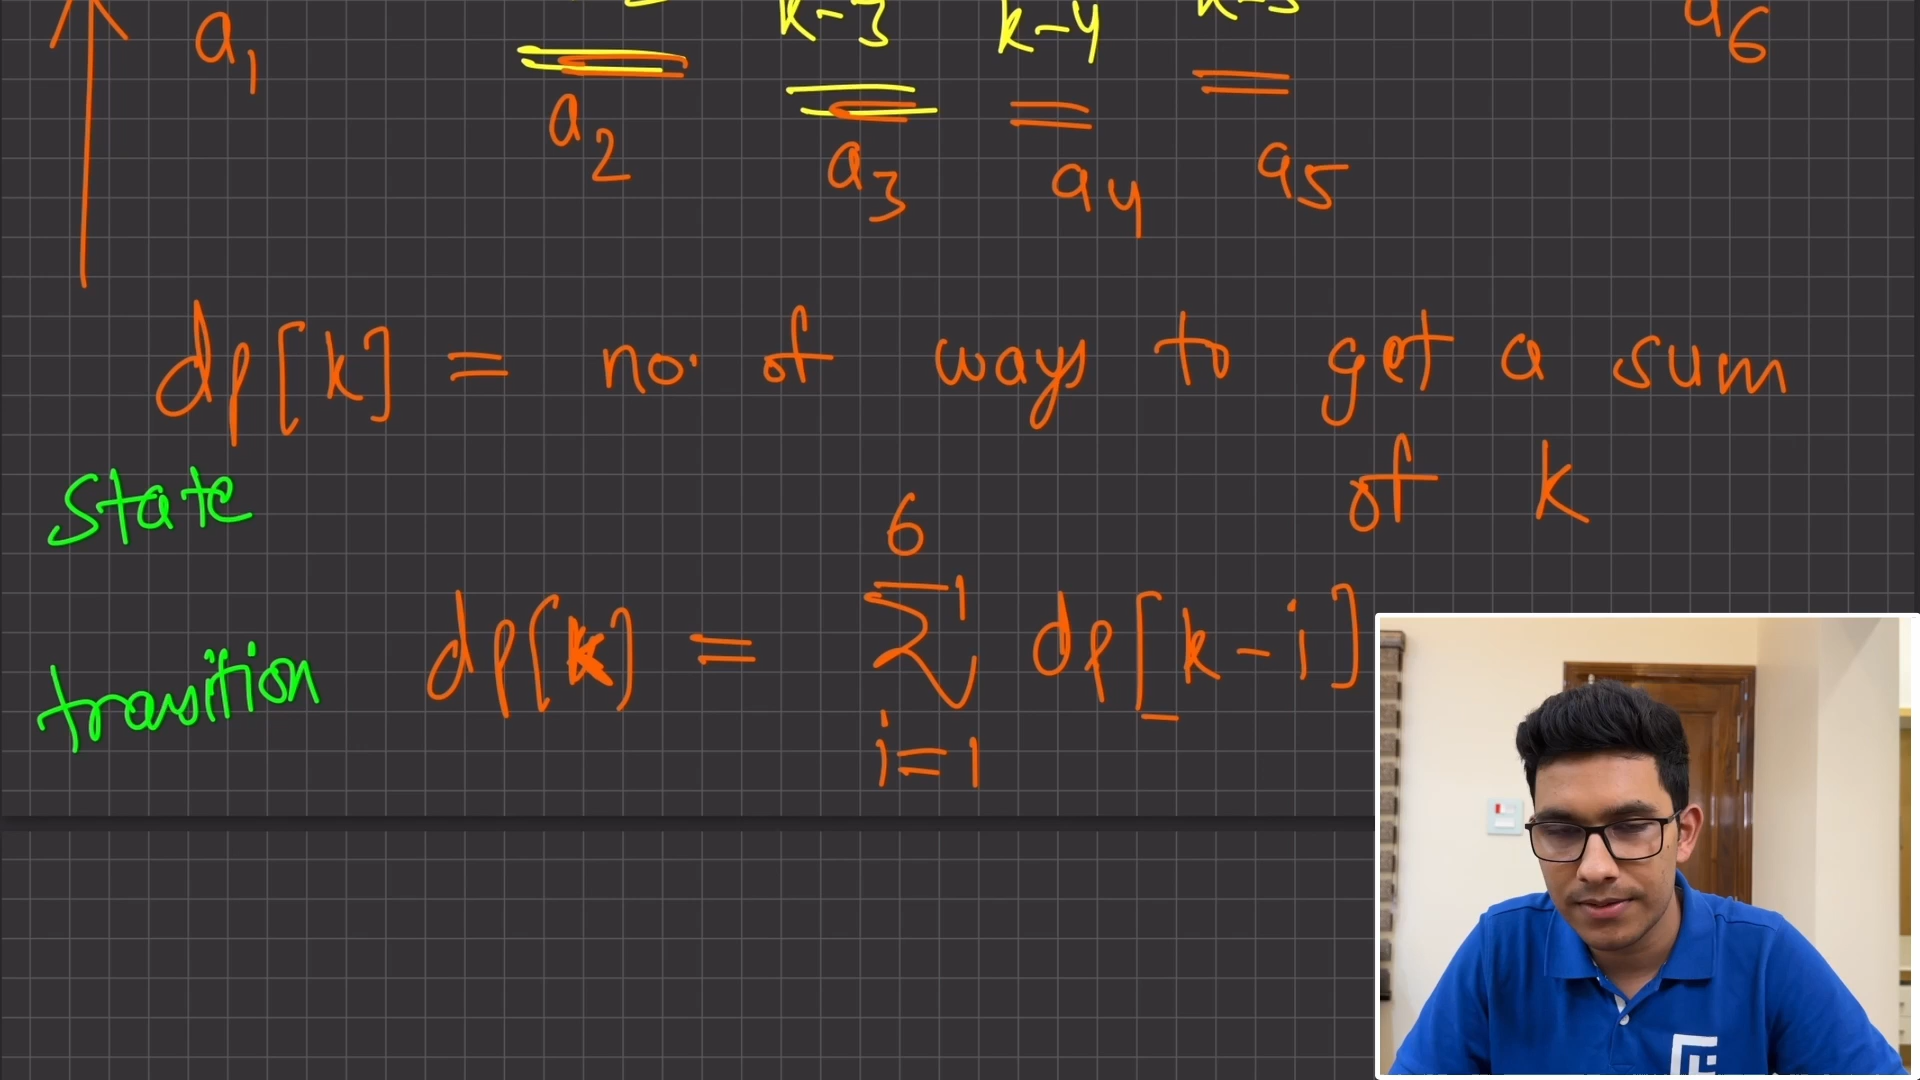 k-3 k-4
a1 a6
a2 a3 a4 a5
dp[k] = no. of ways to get a sum
of k
State
6
transition dp[k] = Σ dp[k-i]
i=1